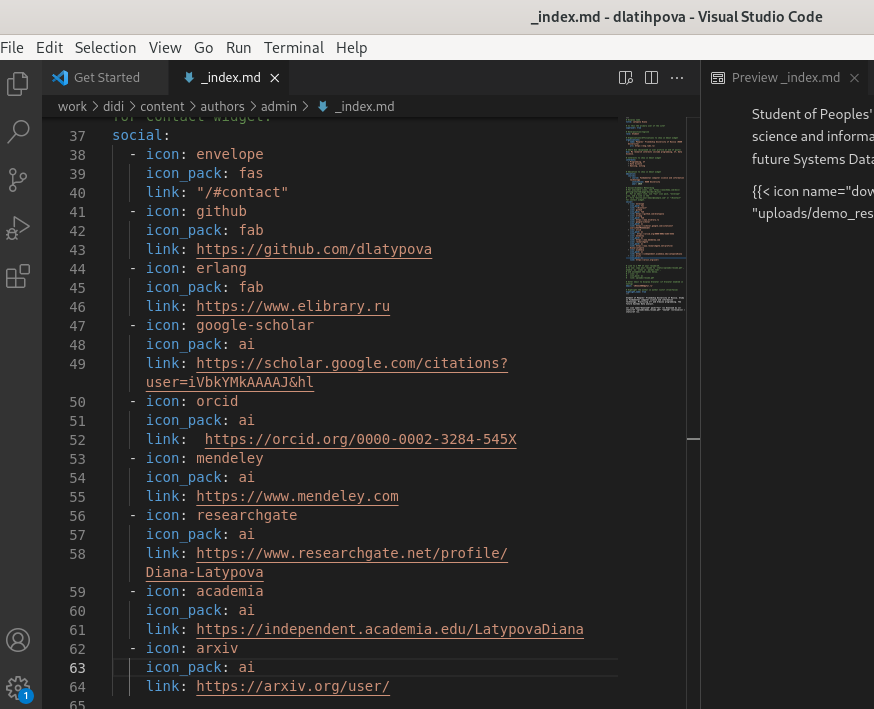 _index.md - dlatihpova - Visual Studio Code
File Edit Selection View Go Run Terminal Help
Get Started _index.md
Preview _index.md
work > didi > content > authors > admin > _index.md
for contact widget.
37 social:
38 - icon: envelope
39 icon_pack: fas
40 link: "/#contact"
41 - icon: github
42 icon_pack: fab
43 link: https://github.com/dlatypova
44 - icon: erlang
45 icon_pack: fab
46 link: https://www.elibrary.ru
47 - icon: google-scholar
48 icon_pack: ai
49 link: https://scholar.google.com/citations?
user=iVbkYMkAAAAJ&hl
50 - icon: orcid
51 icon_pack: ai
52 link:  https://orcid.org/0000-0002-3284-545X
53 - icon: mendeley
54 icon_pack: ai
55 link: https://www.mendeley.com
56 - icon: researchgate
57 icon_pack: ai
58 link: https://www.researchgate.net/profile/
Diana-Latypova
59 - icon: academia
60 icon_pack: ai
61 link: https://independent.academia.edu/LatypovaDiana
62 - icon: arxiv
63 icon_pack: ai
64 link: https://arxiv.org/user/
65
1
Student of Peoples'
science and informa
future Systems Data
{{< icon name="dow
"uploads/demo_res